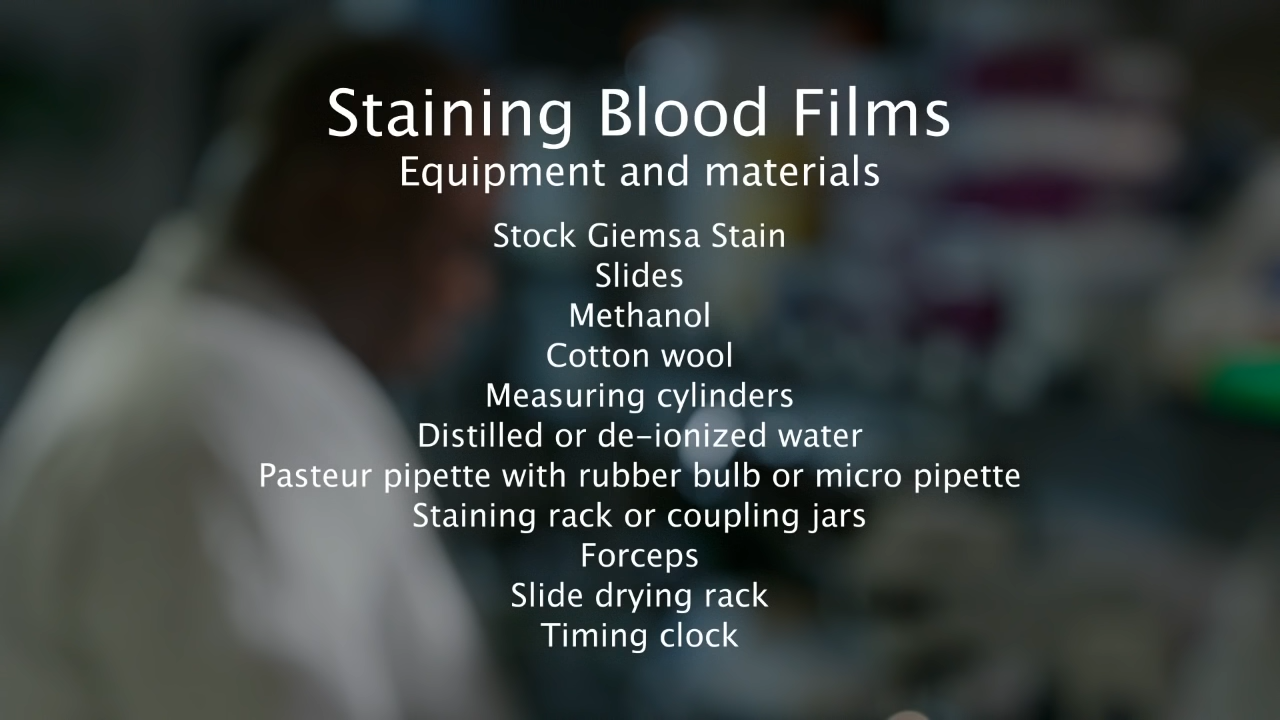 Staining Blood Films
Equipment and materials
Stock Giemsa Stain
Slides
Methanol
Cotton wool
Measuring cylinders
Distilled or de-ionized water
Pasteur pipette with rubber bulb or micro pipette
Staining rack or coupling jars
Forceps
Slide drying rack
Timing clock